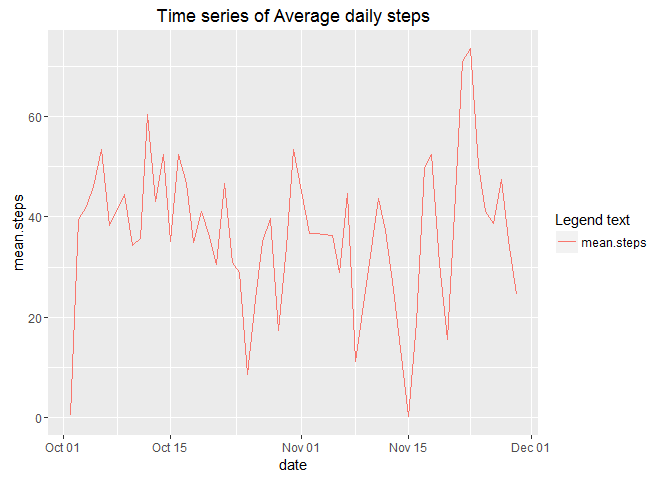 Time series of Average daily steps
mean.steps
60
40
20
0
Oct 01
Oct 15
Nov 01
Nov 15
Dec 01
date
Legend text
mean.steps